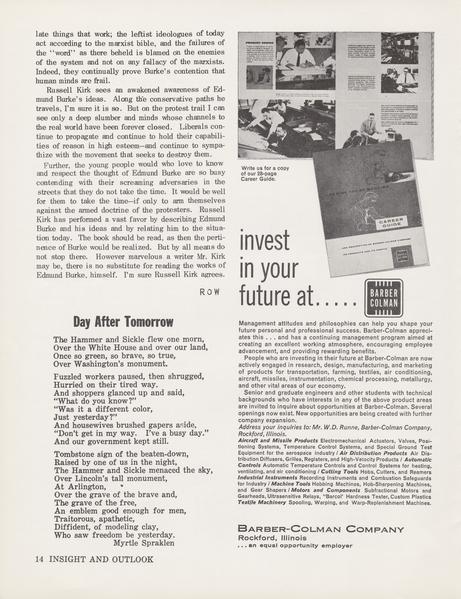 late things that work; the leftist ideologues of today
act according to the marxist bible, and the failures of
the "word" as there beheld is blamed on the enemies
of the system and not on any fallacy of the marxists.
Indeed, they continually prove Burke's contention that
human minds are frail.
Russell Kirk sees an awakened awareness of Ed-
mund Burke's ideas. Along the conservative paths he
travels, I'm sure it is so. But on the protest trail I can
see only a deep slumber and minds whose channels to
the real world have been forever closed. Liberals con-
tinue to propagate and continue to hold their capabili-
ties of reason in high esteem—and continue to sympa-
thize with the movement that seeks to destroy them.
Further, the young people who would love to know
and respect the thought of Edmund Burke are so busy
contending with their screaming adversaries in the
streets that they do not take the time. It would be well
for them to take the time—if only to arm themselves
against the armed doctrine of the protesters. Russell
Kirk has performed a vast favor by describing Edmund
Burke and his ideas and by relating him to the situa-
tion today. The book should be read, as then the perti-
nence of Burke would be realized. But by all means do
not stop there. However marvelous a writer Mr. Kirk
may be, there is no substitute for reading the works of
Edmund Burke, himself. I'm sure Russell Kirk agrees.
ROW
Day After Tomorrow
The Hammer and Sickle flew one morn,
Over the White House and over our land,
Once so green, so brave, so true,
Over Washington's monument.
Fuzzled workers paused, then shrugged,
Hurried on their tired way.
And shoppers glanced up and said,
"What do you know?"
"Was it a different color,
Just yesterday?"
And housewives brushed gapers aside,
"Don't get in my way. I've a busy day."
And our government kept still.
Tombstone sign of the beaten-down,
Raised by one of us in the night,
The Hammer and Sickle menaced the sky,
Over Lincoln's tall monument,
At Arlington,
Over the grave of the brave and,
The grave of the free,
An emblem good enough for men,
Traitorous, apathetic,
Diffident, of modeling clay,
Who saw freedom be yesterday.
Myrtle Spraklen
14 INSIGHT AND OUTLOOK
Write us for a copy
of our 28-page
Career Guide.
CAREER
GUIDE
invest
in your
future at.....
BARBER
COLMAN
Management attitudes and philosophies can help you shape your
future personal and professional success. Barber-Colman appreci-
ates this . . . and has a continuing management program aimed at
creating an excellent working atmosphere, encouraging employee
advancement, and providing rewarding benefits.
People who are investing in their future at Barber-Colman are now
actively engaged in research, design, manufacturing, and marketing
of products for transportation, farming, textiles, air conditioning,
aircraft, missiles, instrumentation, chemical processing, metallurgy,
and other vital areas of our economy.
Senior and graduate engineers and other students with technical
backgrounds who have interests in any of the above product areas
are invited to inquire about opportunities at Barber-Colman. Several
openings now exist. New opportunities are being created with further
company expansion.
Address your inquiries to: Mr. W.D. Runne, Barber-Colman Company,
Rockford, Illinois.
Aircraft and Missile Products Electromechanical Actuators, Valves, Posi-
tioning Systems, Temperature Control Systems, and Special Ground Test
Equipment for the aerospace industry / Air Distribution Products Air Dis-
tribution Diffusers, Grilles, Registers, and High-Velocity Products / Automatic
Controls Automatic Temperature Controls and Control Systems for heating,
ventilating, and air conditioning / Cutting Tools Hobs, Cutters, and Reamers
Industrial Instruments Recording Instruments and Combustion Safeguards
for Industry / Machine Tools Hobbing Machines, Hob-Sharpening Machines,
and Gear Shapers / Motors and Components Subfractional Motors and
Gearheads, Ultrasensitive Relays, "Barcol" Hardness Tester, Custom Plastics
Textile Machinery Spooling, Warping, and Warp-Replenishment Machines.
BARBER-COLMAN COMPANY
Rockford, Illinois
. . . an equal opportunity employer